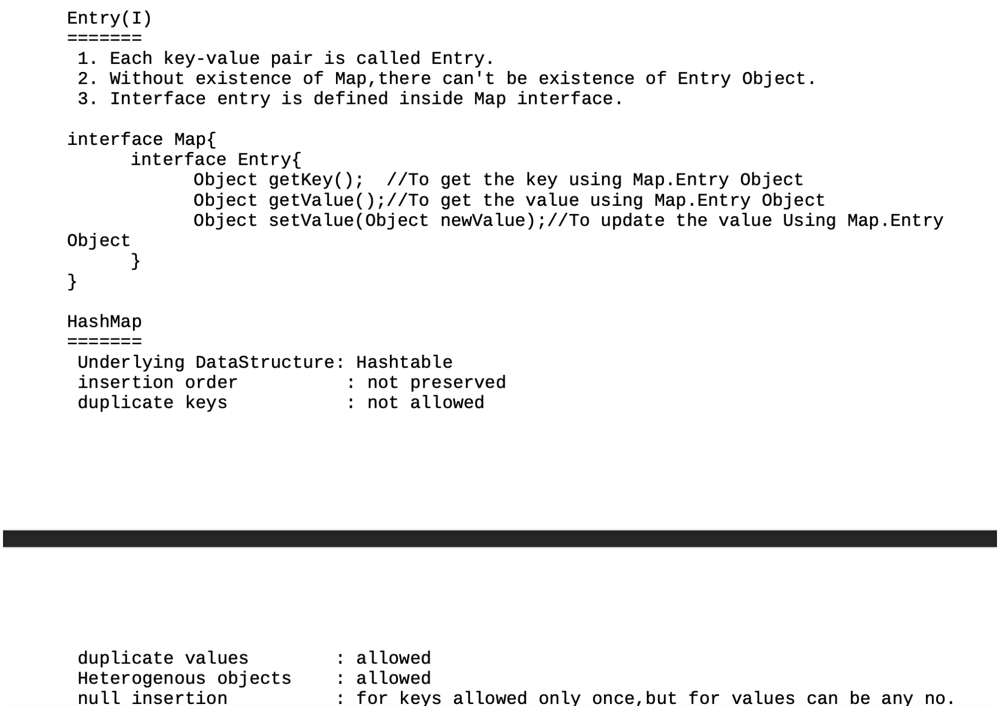 Entry(I)
=======
1. Each key-value pair is called Entry.
2. Without existence of Map,there can't be existence of Entry Object.
3. Interface entry is defined inside Map interface.
interface Map{
interface Entry{
Object getKey();  //To get the key using Map.Entry Object
Object getValue();//To get the value using Map.Entry Object
Object setValue(Object newValue);//To update the value Using Map.Entry
Object
}
}
HashMap
=======
Underlying DataStructure: Hashtable
insertion order : not preserved
duplicate keys : not allowed
duplicate values : allowed
Heterogenous objects : allowed
null insertion : for keys allowed only once,but for values can be any no.